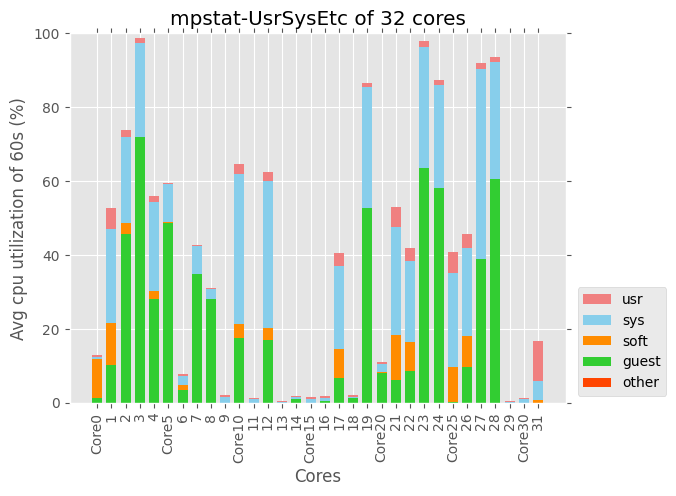 mpstat-UsrSysEtc of 32 cores
Avg cpu utilization of 60s (%)
100
80
60
40
20
0
Core0
1
2
3
4
Core5
6
7
8
9
Core10
11
12
13
14
Core15
16
17
18
19
Core20
21
22
23
24
Core25
26
27
28
29
Core30
31
Cores
usr
sys
soft
guest
other